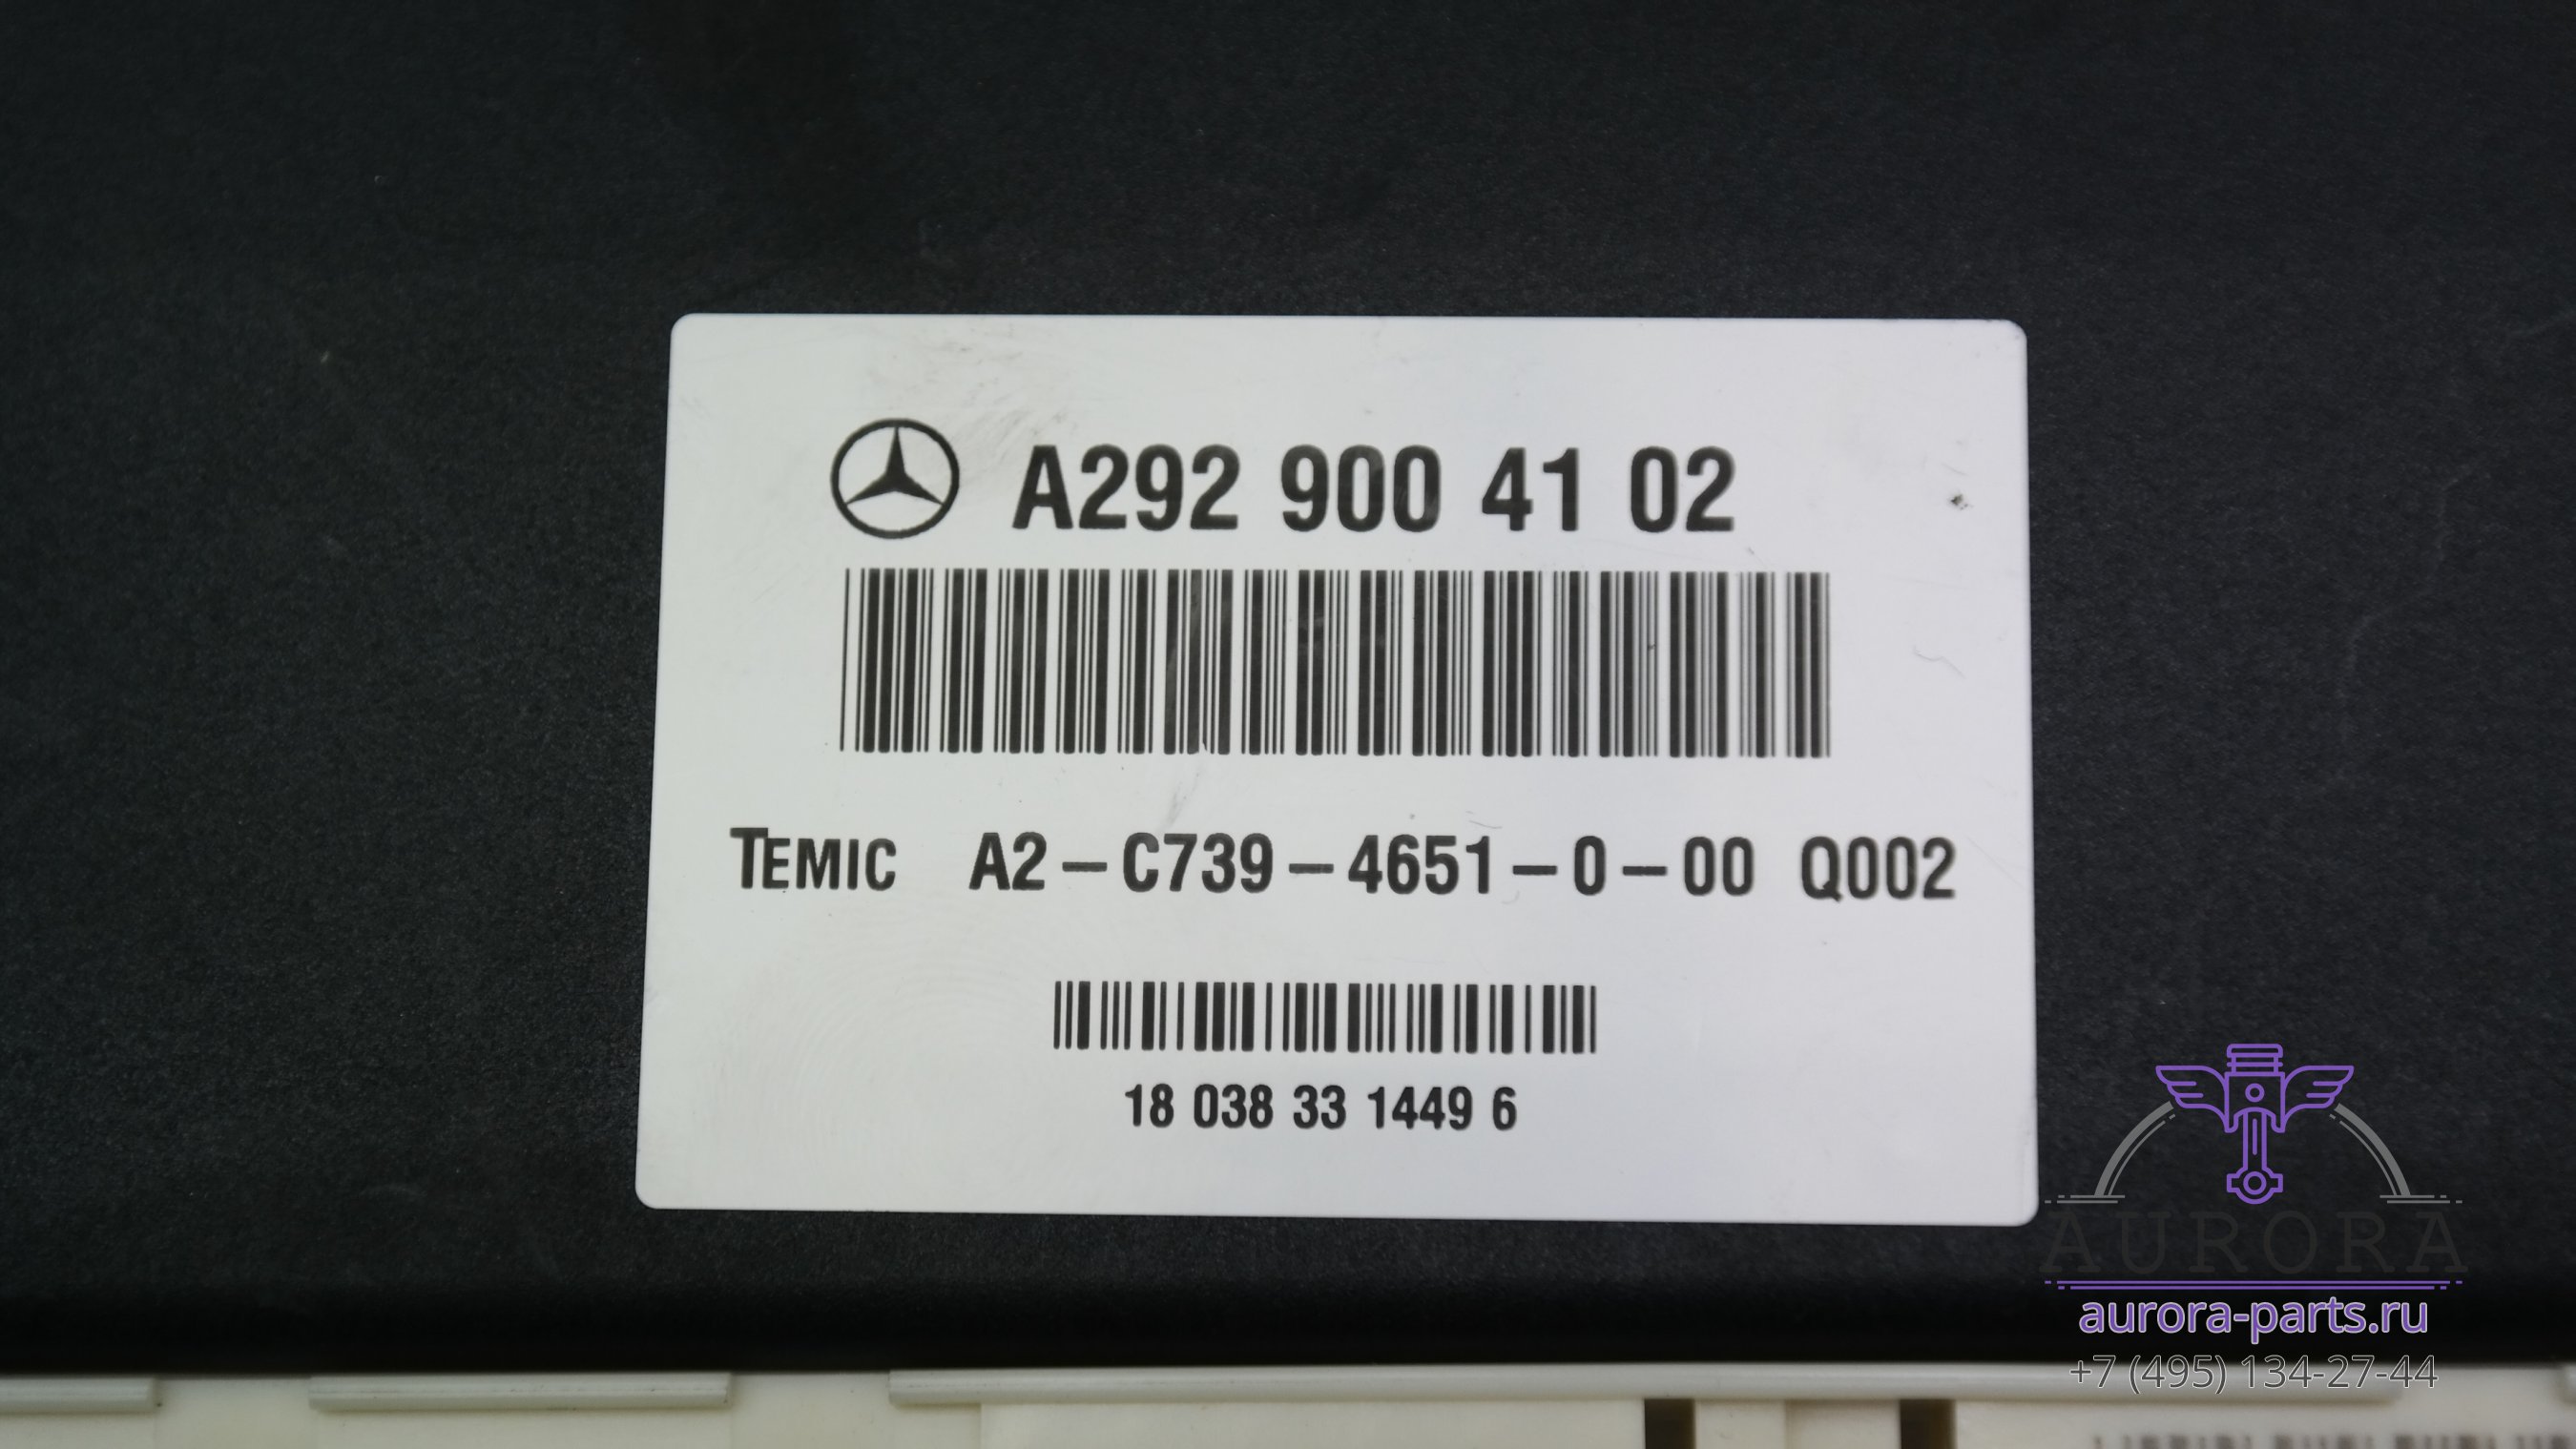 A292 900 41 02
TEMIC A2-C739-4651-0-00 Q002
18 038 33 1449 6
AURORA
aurora-parts.ru
+7 (495) 134-27-44